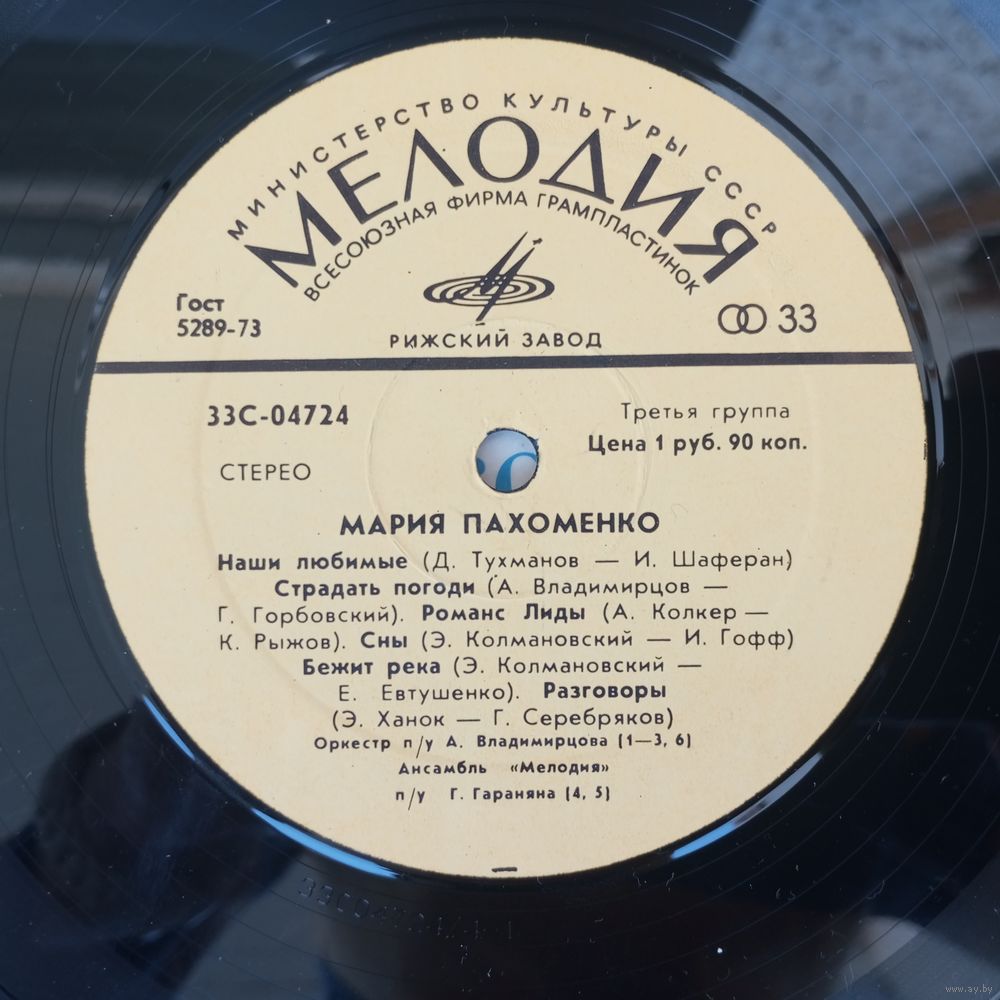 МИНИСТЕРСТВО КУЛЬТУРЫ СССР
МЕЛОДИЯ
ВСЕСОЮЗНАЯ ФИРМА ГРАМПЛАСТИНОК
Гост
5289-73
33
РИЖСКИЙ ЗАВОД
33С-04724
Третья группа
Цена 1 руб. 90 коп.
СТЕРЕО
МАРИЯ ПАХОМЕНКО
Наши любимые (Д. Тухманов — И. Шаферан)
Страдать погоди (А. Владимирцов —
Г. Горбовский). Романс Лиды (А. Колкер —
К. Рыжов). Сны (Э. Колмановский — И. Гофф)
Бежит река (Э. Колмановский —
Е. Евтушенко). Разговоры
(Э. Ханок — Г. Серебряков)
Оркестр п/у А. Владимирцова (1—3, 6)
Ансамбль «Мелодия»
п/у Г. Гараняна (4, 5)
www.ay.by